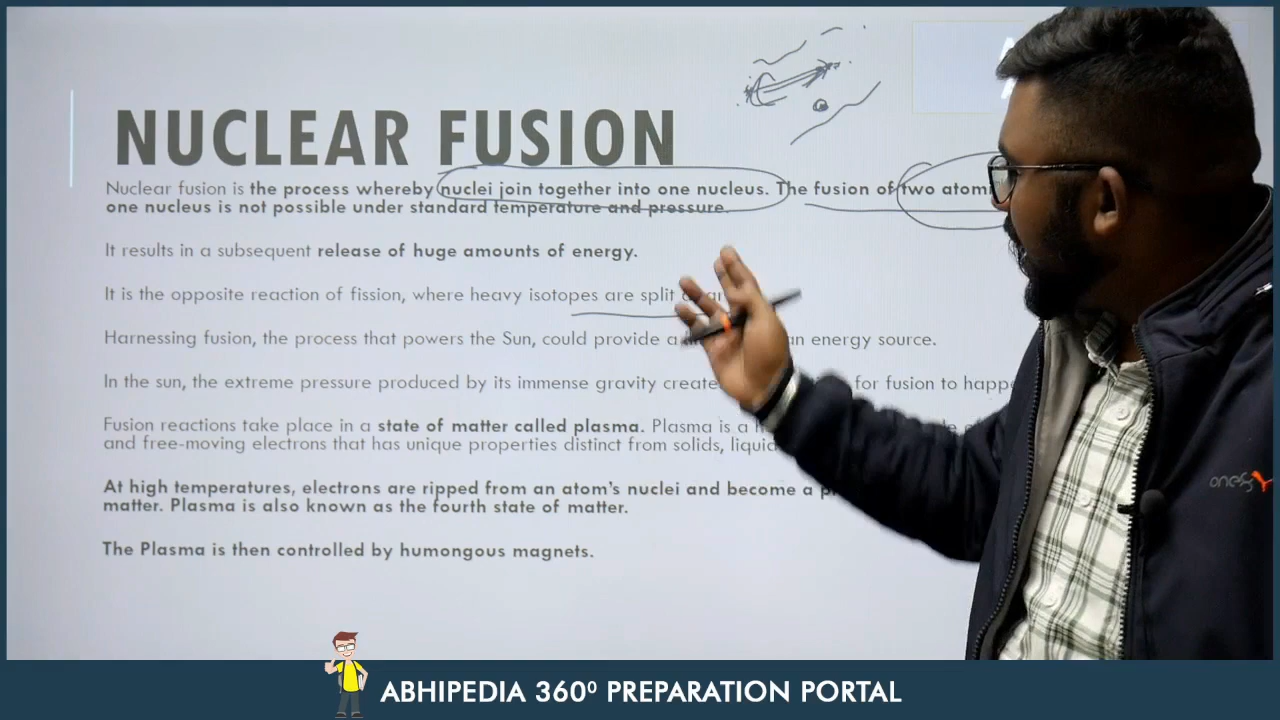 NUCLEAR FUSION
Nuclear fusion is the process whereby nuclei join together into one nucleus. The fusion of two atomi
one nucleus is not possible under standard temperature and pressure.
It results in a subsequent release of huge amounts of energy.
It is the opposite reaction of fission, where heavy isotopes are split
Harnessing fusion, the process that powers the Sun, could provide a an energy source.
In the sun, the extreme pressure produced by its immense gravity create for fusion to happe
Fusion reactions take place in a state of matter called plasma. Plasma is a
and free-moving electrons that has unique properties distinct from solids, liquid
At high temperatures, electrons are ripped from an atom's nuclei and become a
matter. Plasma is also known as the fourth state of matter.
The Plasma is then controlled by humongous magnets.
one8
ABHIPEDIA 360⁰ PREPARATION PORTAL